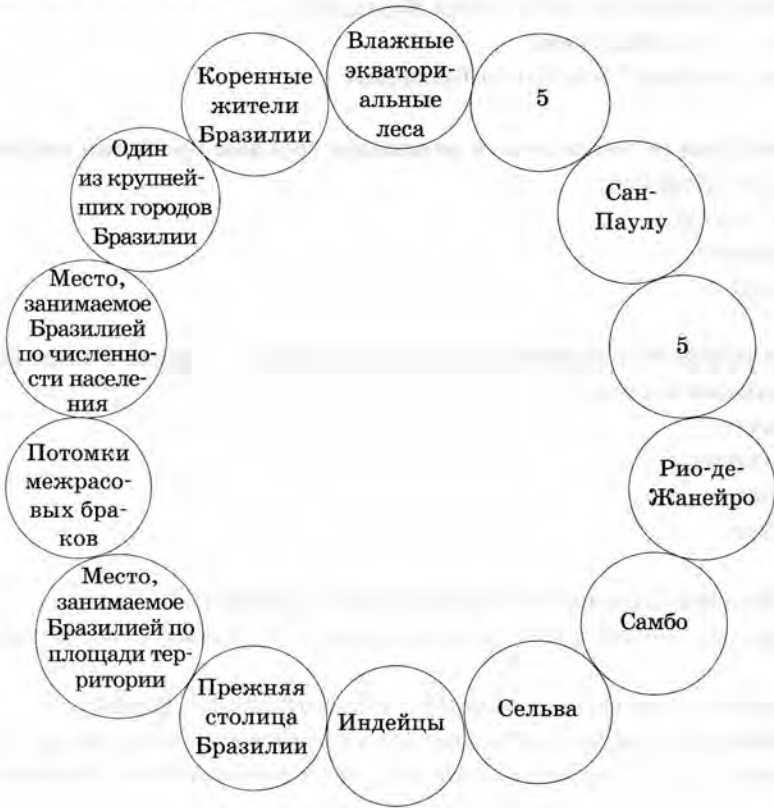 Влажные
экватори-
альные
леса
5
Сан-
Паулу
5
Рио-де-
Жанейро
Самбо
Сельва
Индейцы
Прежняя
столица
Бразилии
Место,
занимаемое
Бразилией по
площади тер-
ритории
Потомки
межрасо-
вых бра-
ков
Место,
занимаемое
Бразилией
по численно-
сти населе-
ния
Один
из крупней-
ших городов
Бразилии
Коренные
жители
Бразилии